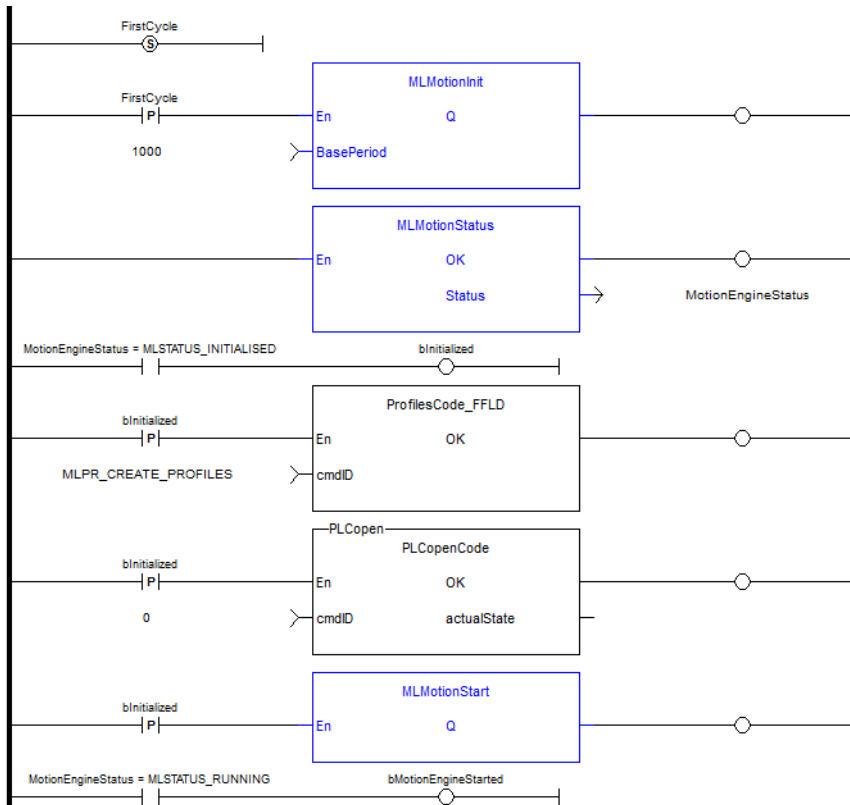 FirstCycle
S
FirstCycle
P
MLMotionInit
En Q
1000
BasePeriod
MLMotionStatus
En OK
Status MotionEngineStatus
MotionEngineStatus = MLSTATUS_INITIALISED bInitialized
ProfilesCode_FFLD
bInitialized
P
En OK
MLPR_CREATE_PROFILES cmdID
PLCopen
PLCopenCode
bInitialized
P
En OK
0 cmdID actualState
MLMotionStart
bInitialized
P
En Q
MotionEngineStatus = MLSTATUS_RUNNING bMotionEngineStarted